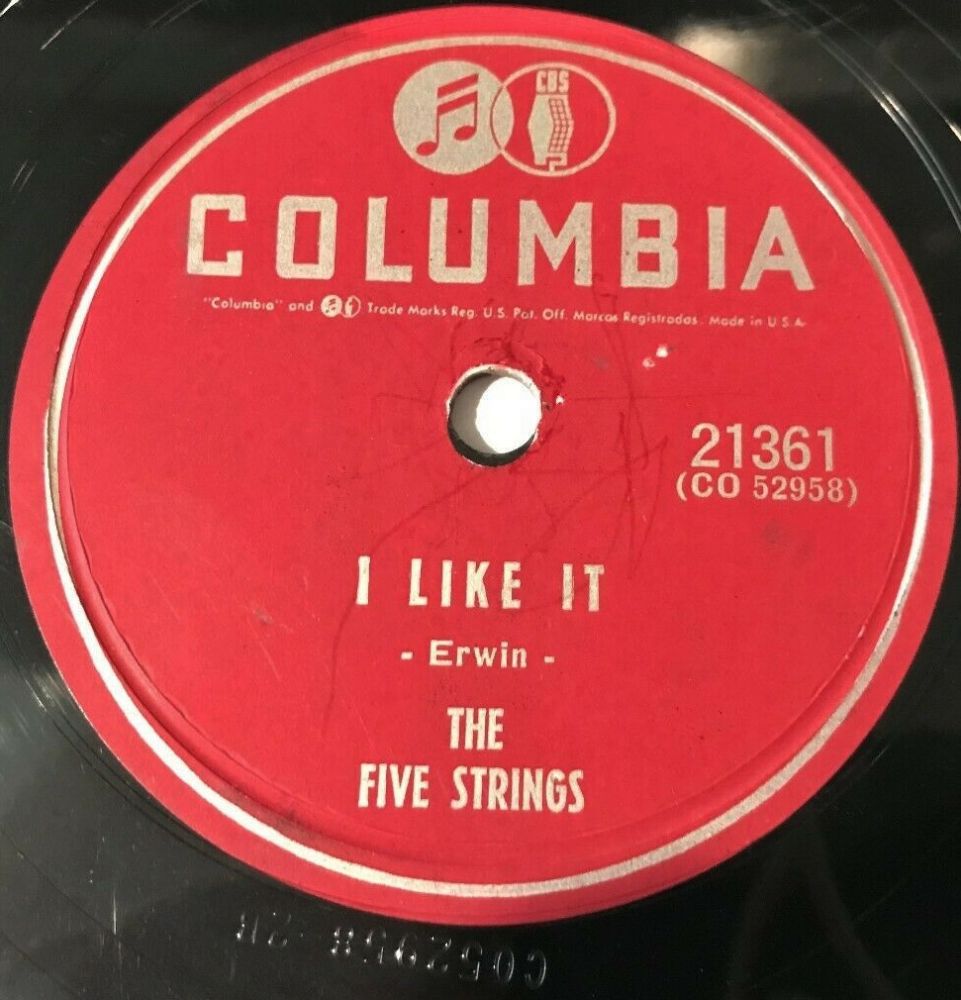 CBS
COLUMBIA
"Columbia" and Trade Marks Reg. U.S. Pat. Off. Marcas Registradas. Made in U S A
21361
(CO 52958)
I LIKE IT
- Erwin -
THE
FIVE STRINGS
CO52958-2B